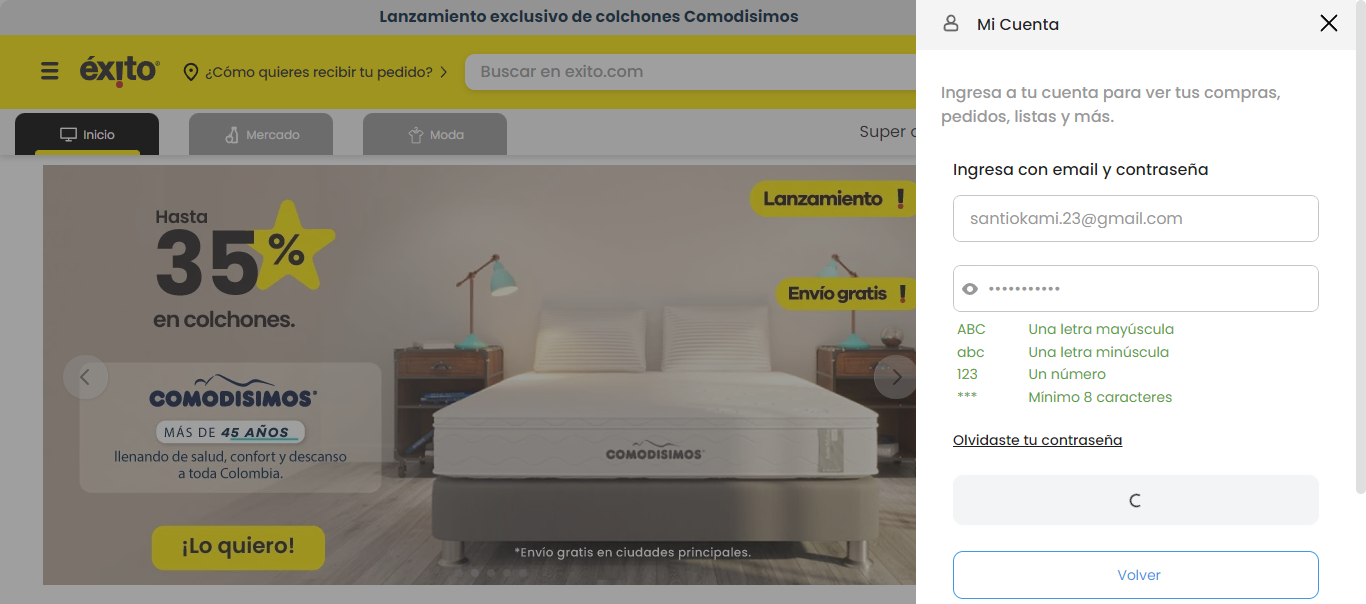 Lanzamiento exclusivo de colchones Comodisimos
éxito
¿Cómo quieres recibir tu pedido?
Buscar en exito.com
Inicio
Mercado
Moda
Super
Hasta
35%
en colchones.
COMODISIMOS
MÁS DE 45 AÑOS
llenando de salud, confort y descanso
a toda Colombia.
¡Lo quiero!
Lanzamiento !
Envío gratis !
COMODISIMOS
*Envío gratis en ciudades principales.
Mi Cuenta
Ingresa a tu cuenta para ver tus compras,
pedidos, listas y más.
Ingresa con email y contraseña
santiokami.23@gmail.com
•••••••••••
ABC Una letra mayúscula
abc Una letra minúscula
123 Un número
*** Mínimo 8 caracteres
Olvidaste tu contraseña
Volver